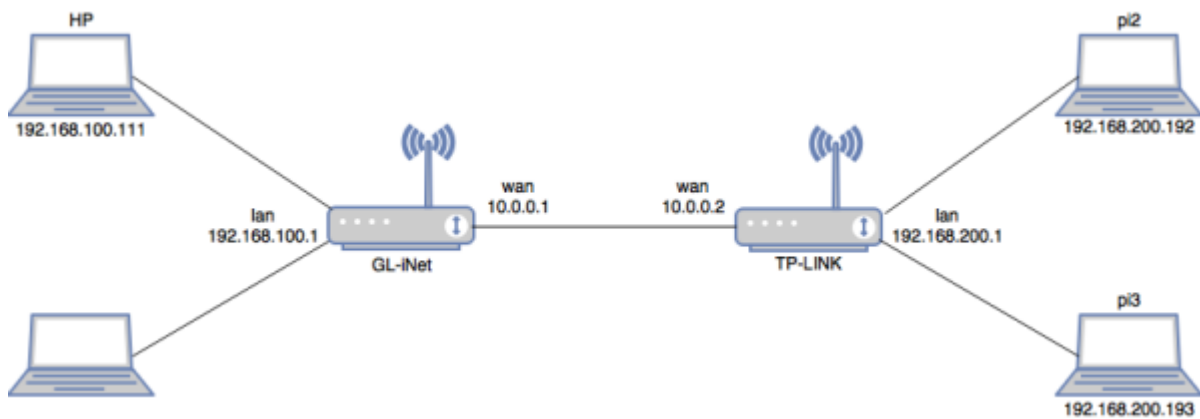 HP
192.168.100.111
lan
192.168.100.1
GL-iNet
wan
10.0.0.1
wan
10.0.0.2
TP-LINK
lan
192.168.200.1
pi2
192.168.200.192
pi3
192.168.200.193